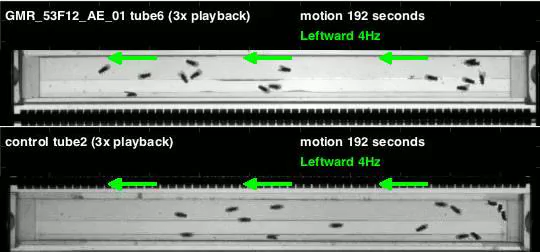 GMR_53F12_AE_01 tube6 (3x playback)
motion 192 seconds
Leftward 4Hz
control tube2 (3x playback)
motion 192 seconds
Leftward 4Hz